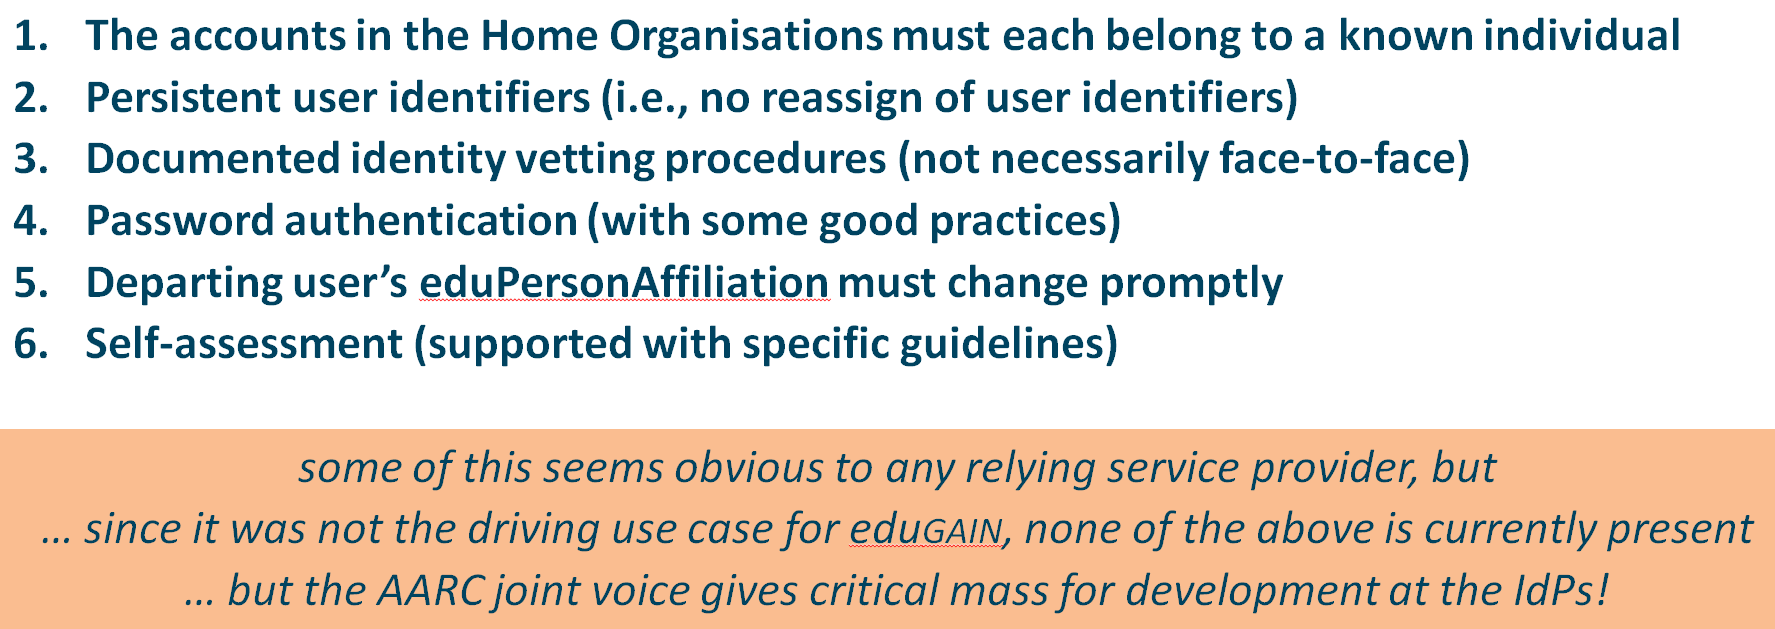 1. The accounts in the Home Organisations must each belong to a known individual
2. Persistent user identifiers (i.e., no reassign of user identifiers)
3. Documented identity vetting procedures (not necessarily face-to-face)
4. Password authentication (with some good practices)
5. Departing user’s eduPersonAffiliation must change promptly
6. Self-assessment (supported with specific guidelines)
some of this seems obvious to any relying service provider, but
... since it was not the driving use case for eduGAIN, none of the above is currently present
... but the AARC joint voice gives critical mass for development at the IdPs!